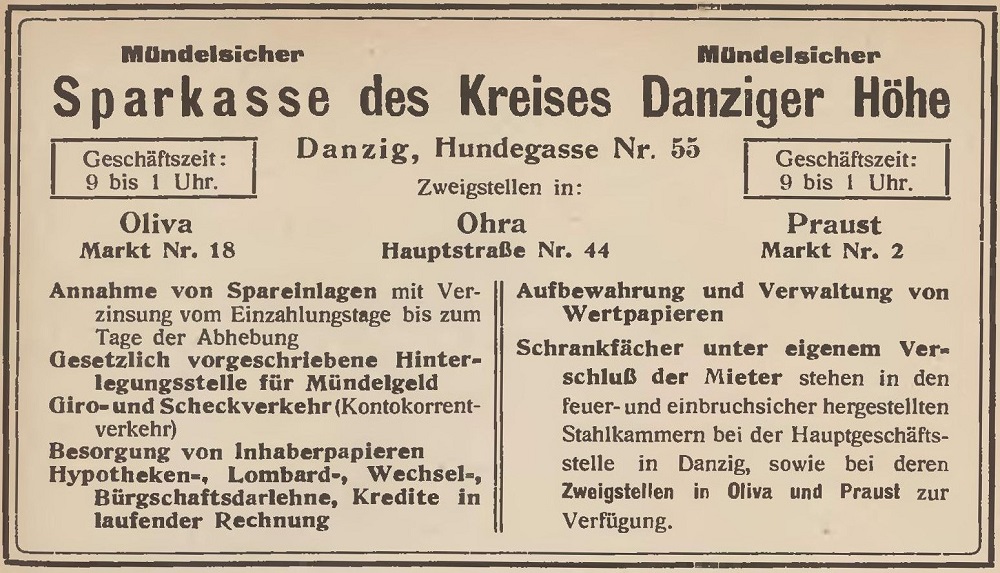 Mündelsicher Mündelsicher
Sparkasse des Kreises Danziger Höhe
Geschäftszeit:
9 bis 1 Uhr.
Danzig, Hundegasse Nr. 55
Zweigstellen in:
Geschäftszeit:
9 bis 1 Uhr.
Oliva
Markt Nr. 18
Ohra
Hauptstraße Nr. 44
Praust
Markt Nr. 2
Annahme von Spareinlagen mit Ver-
zinsung vom Einzahlungstage bis zum
Tage der Abhebung
Gesetzlich vorgeschriebene Hinter-
legungsstelle für Mündelgeld
Giro- und Scheckverkehr (Kontokorrent-
verkehr)
Besorgung von Inhaberpapieren
Hypotheken-, Lombard-, Wechsel-,
Bürgschaftsdarlehne, Kredite in
laufender Rechnung
Aufbewahrung und Verwaltung von
Wertpapieren
Schrankfächer unter eigenem Ver-
schluß der Mieter stehen in den
feuer- und einbruchsicher hergestellten
Stahlkammern bei der Hauptgeschäfts-
stelle in Danzig, sowie bei deren
Zweigstellen in Oliva und Praust zur
Verfügung.